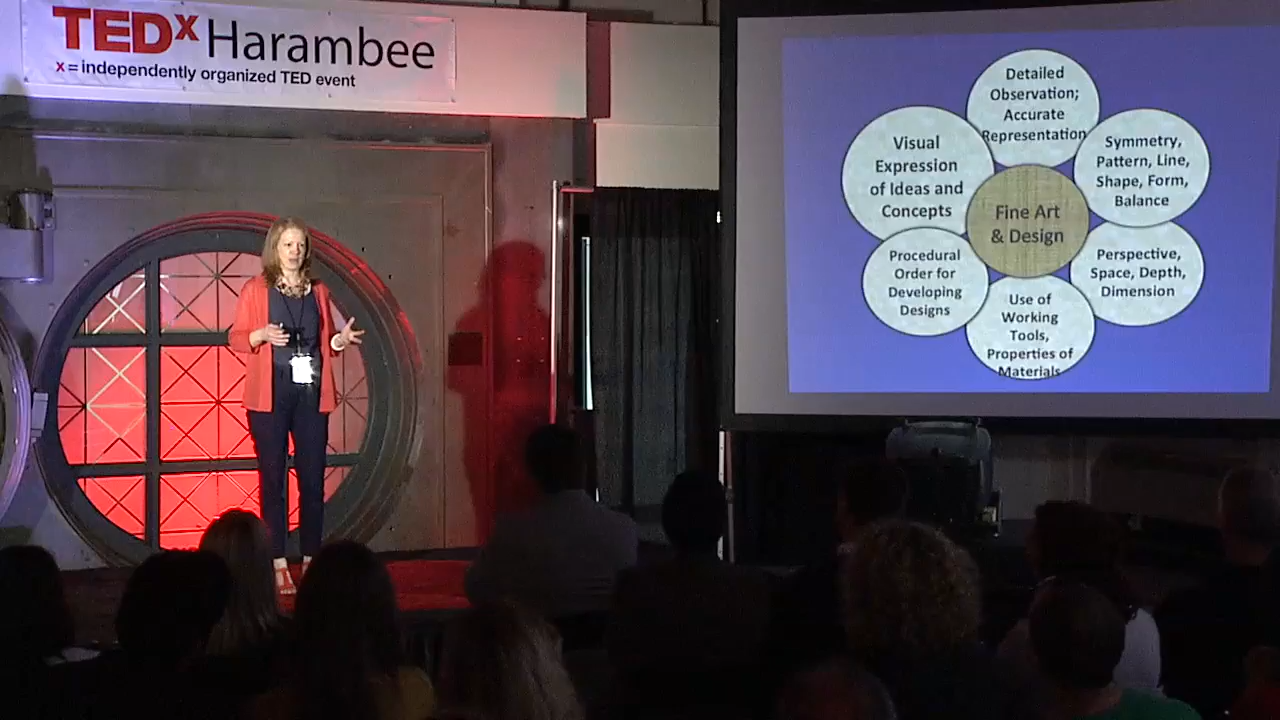 TEDx Harambee
x = independently organized TED event
Detailed
Observation;
Accurate
Representation
Visual
Expression
of Ideas and
Concepts
Symmetry,
Pattern, Line,
Shape, Form,
Balance
Fine Art
& Design
Procedural
Order for
Developing
Designs
Perspective,
Space, Depth,
Dimension
Use of
Working
Tools,
Properties of
Materials